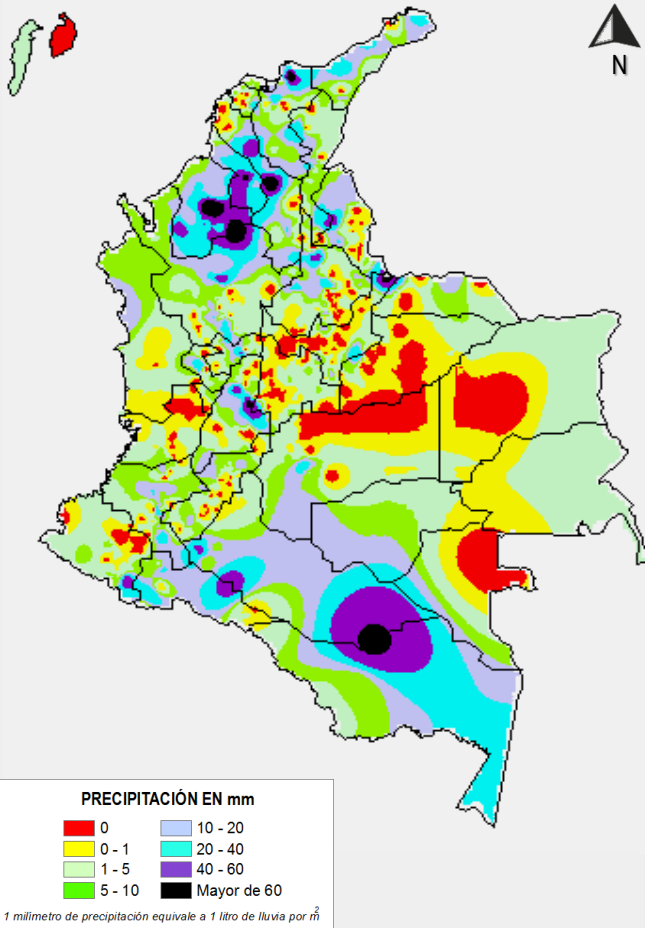 N
PRECIPITACIÓN EN mm
0
0 - 1
1 - 5
5 - 10
10 - 20
20 - 40
40 - 60
Mayor de 60
1 milimetro de precipitación equivale a 1 litro de lluvia por m²